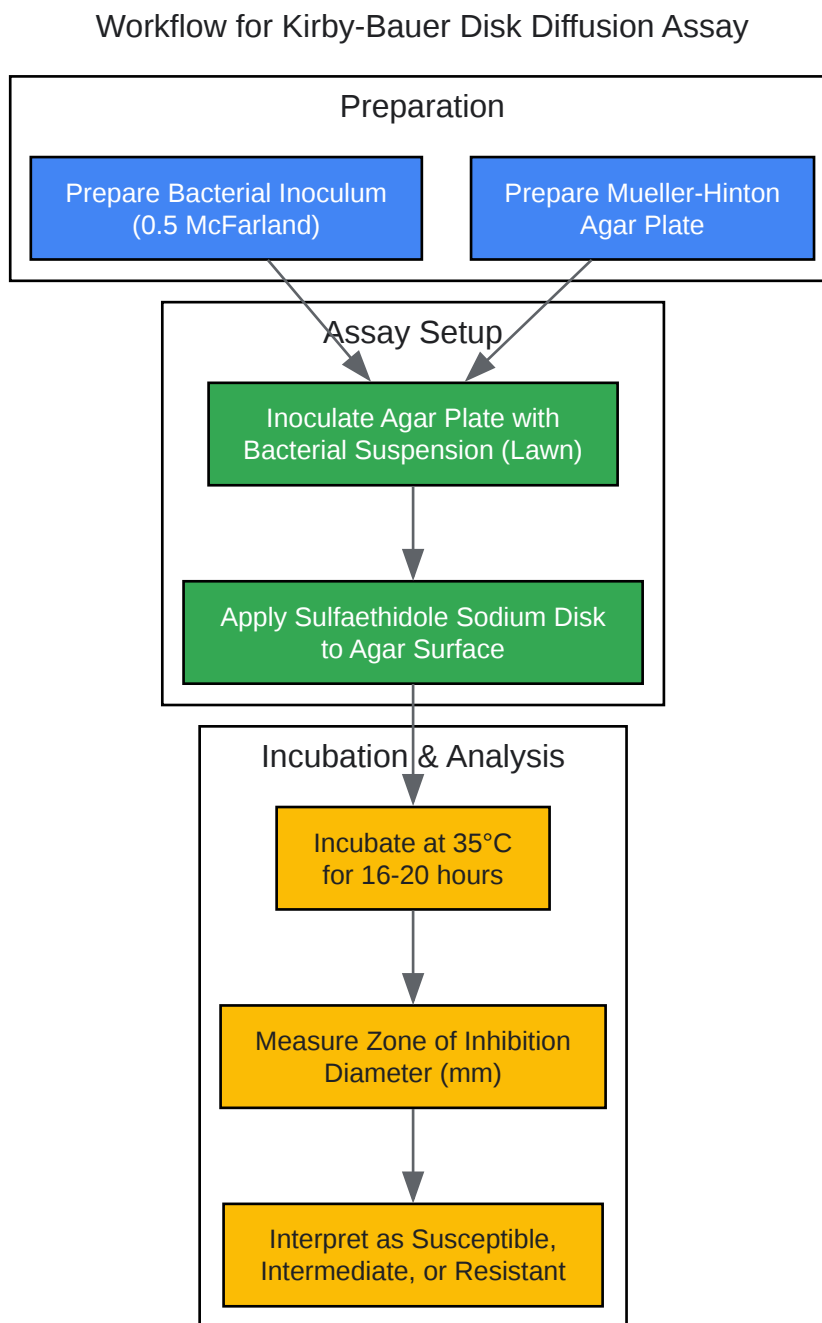 Workflow for Kirby-Bauer Disk Diffusion Assay
Preparation
Prepare Bacterial Inoculum
(0.5 McFarland)
Prepare Mueller-Hinton
Agar Plate
Assay Setup
Inoculate Agar Plate with
Bacterial Suspension (Lawn)
Apply Sulfaethidole Sodium Disk
to Agar Surface
Incubation & Analysis
Incubate at 35°C
for 16-20 hours
Measure Zone of Inhibition
Diameter (mm)
Interpret as Susceptible,
Intermediate, or Resistant